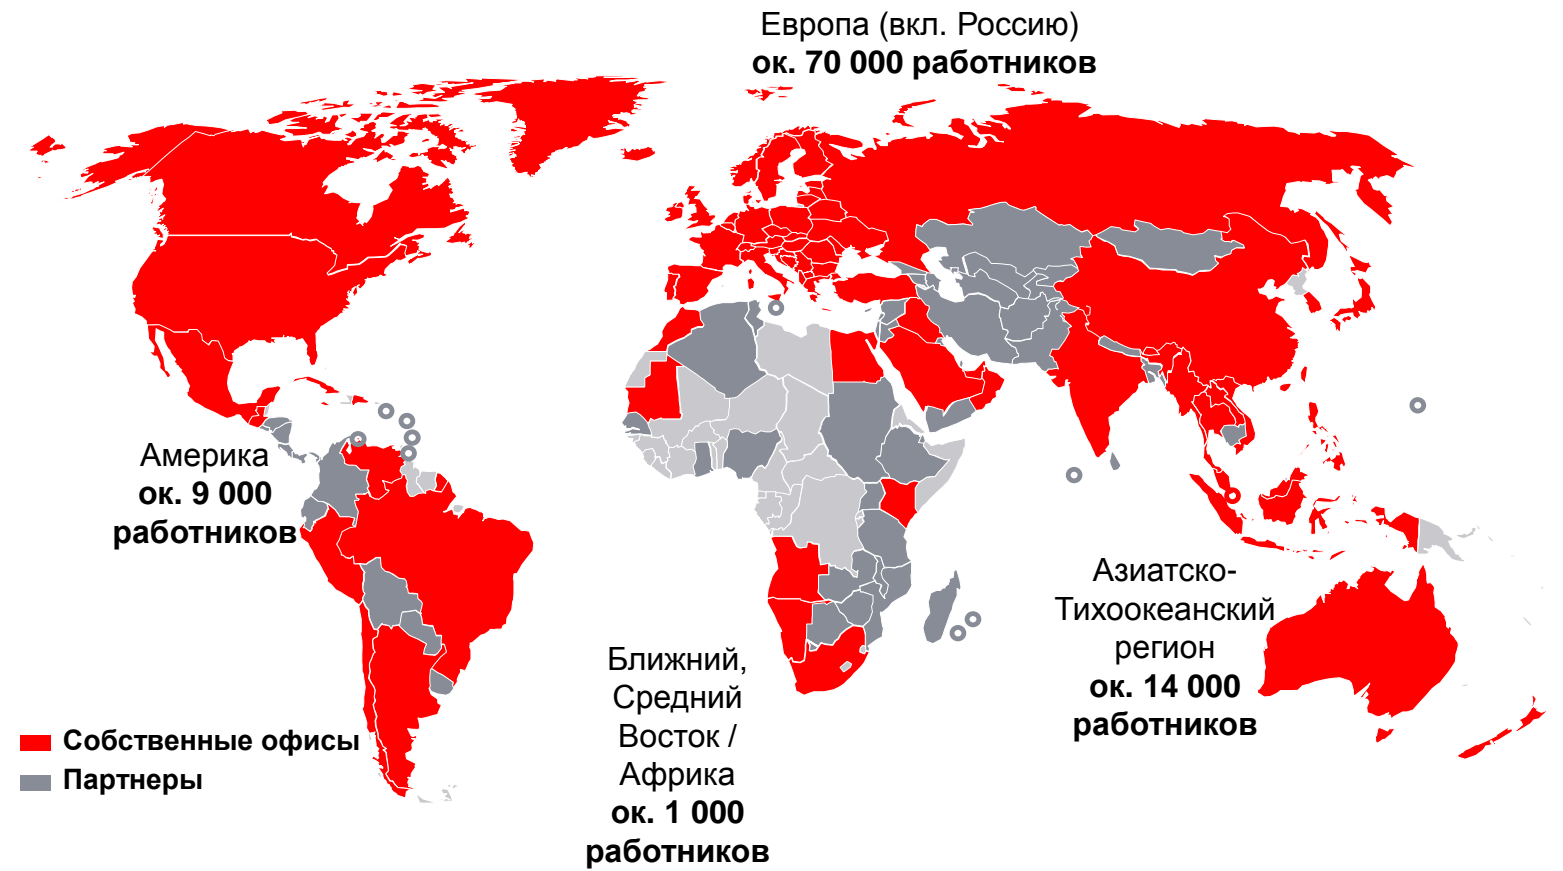 Европа (вкл. Россию)
ок. 70 000 работников
Америка
ок. 9 000
работников
Азиатско-
Тихоокеанский
регион
ок. 14 000
работников
Ближний,
Средний
Восток /
Африка
ок. 1 000
работников
Собственные офисы
Партнеры